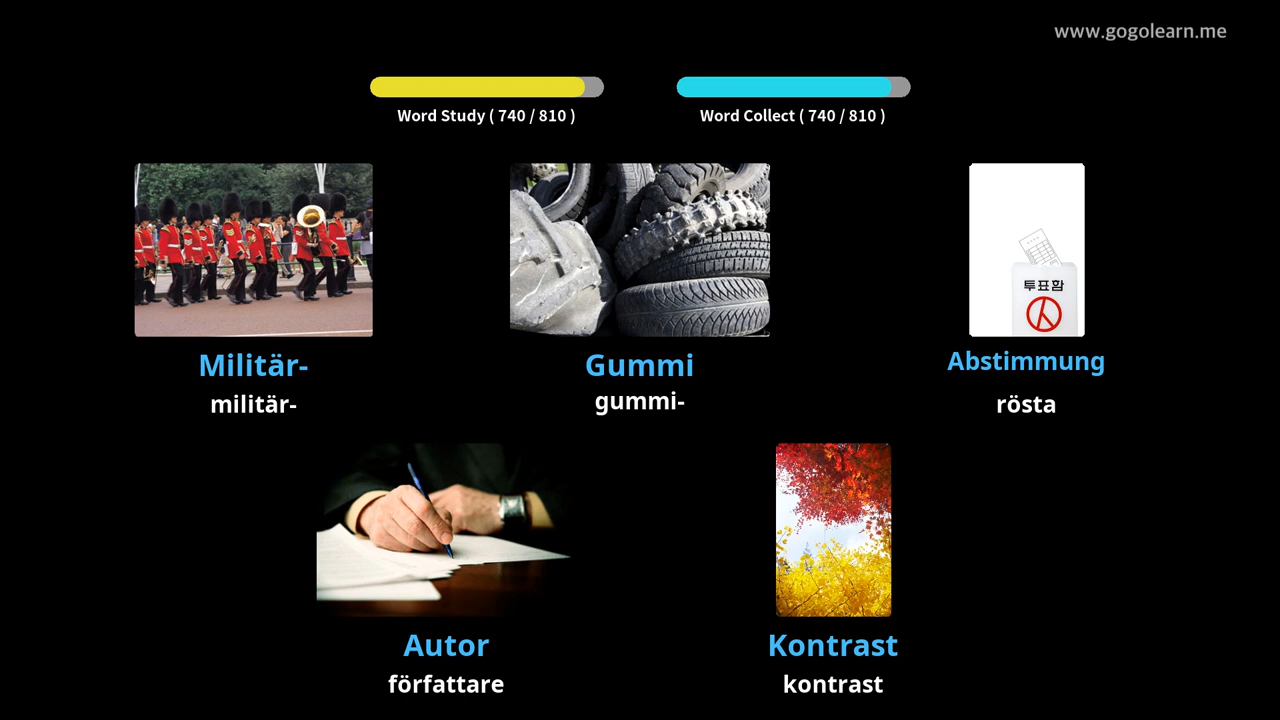 www.gogolearn.me
Word Study ( 740 / 810 )
Word Collect ( 740 / 810 )
투표함
Militär-
militär-
Gummi
gummi-
Abstimmung
rösta
Autor
författare
Kontrast
kontrast